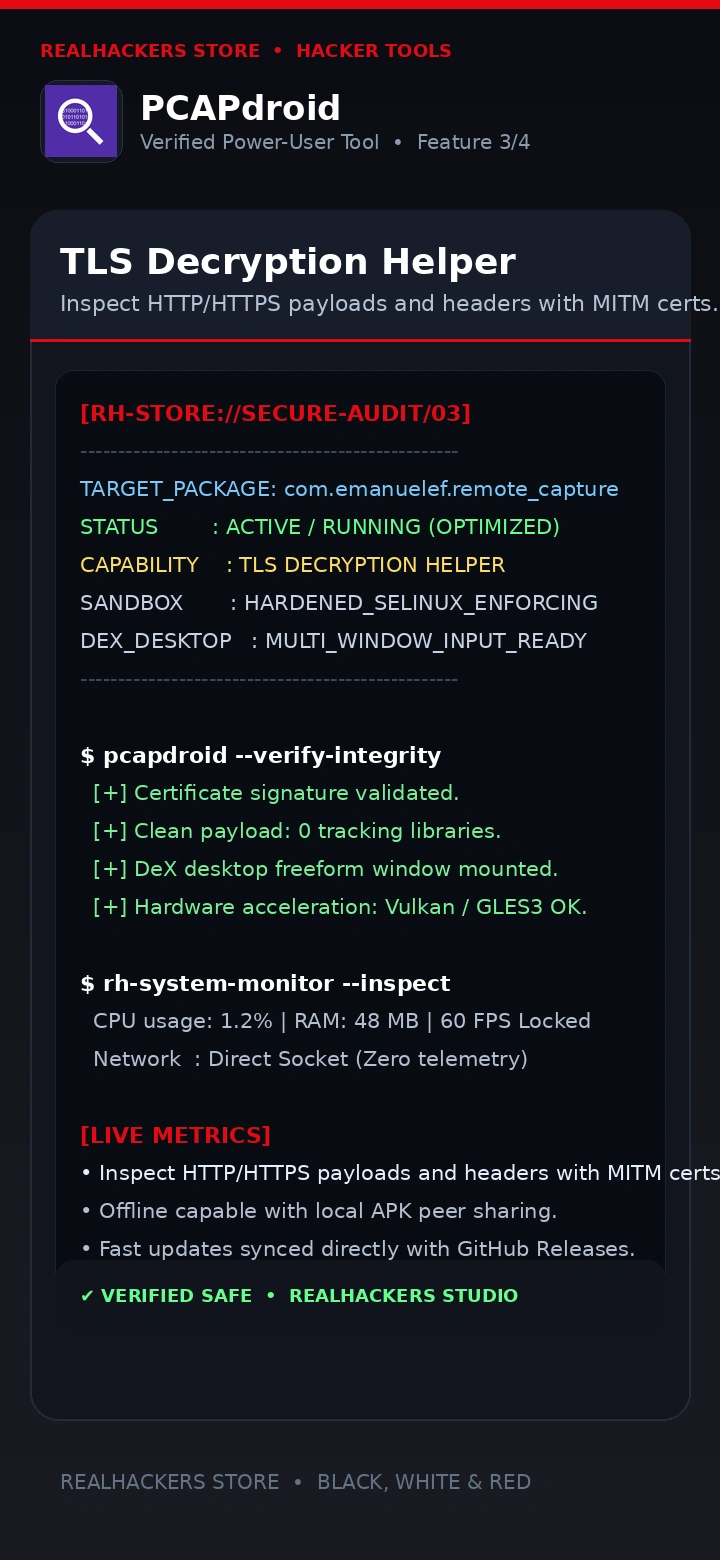 REALHACKERS STORE • HACKER TOOLS
PCAPdroid
Verified Power-User Tool • Feature 3/4
TLS Decryption Helper
Inspect HTTP/HTTPS payloads and headers with MITM certs.
[RH-STORE://SECURE-AUDIT/03]
--------------------------------------------------
TARGET_PACKAGE: com.emanuelef.remote_capture
STATUS : ACTIVE / RUNNING (OPTIMIZED)
CAPABILITY : TLS DECRYPTION HELPER
SANDBOX : HARDENED_SELINUX_ENFORCING
DEX_DESKTOP : MULTI_WINDOW_INPUT_READY
--------------------------------------------------
$ pcapdroid --verify-integrity
[+] Certificate signature validated.
[+] Clean payload: 0 tracking libraries.
[+] DeX desktop freeform window mounted.
[+] Hardware acceleration: Vulkan / GLES3 OK.
$ rh-system-monitor --inspect
CPU usage: 1.2% | RAM: 48 MB | 60 FPS Locked
Network : Direct Socket (Zero telemetry)
[LIVE METRICS]
• Inspect HTTP/HTTPS payloads and headers with MITM certs
• Offline capable with local APK peer sharing.
• Fast updates synced directly with GitHub Releases.
✔ VERIFIED SAFE • REALHACKERS STUDIO
REALHACKERS STORE • BLACK, WHITE & RED